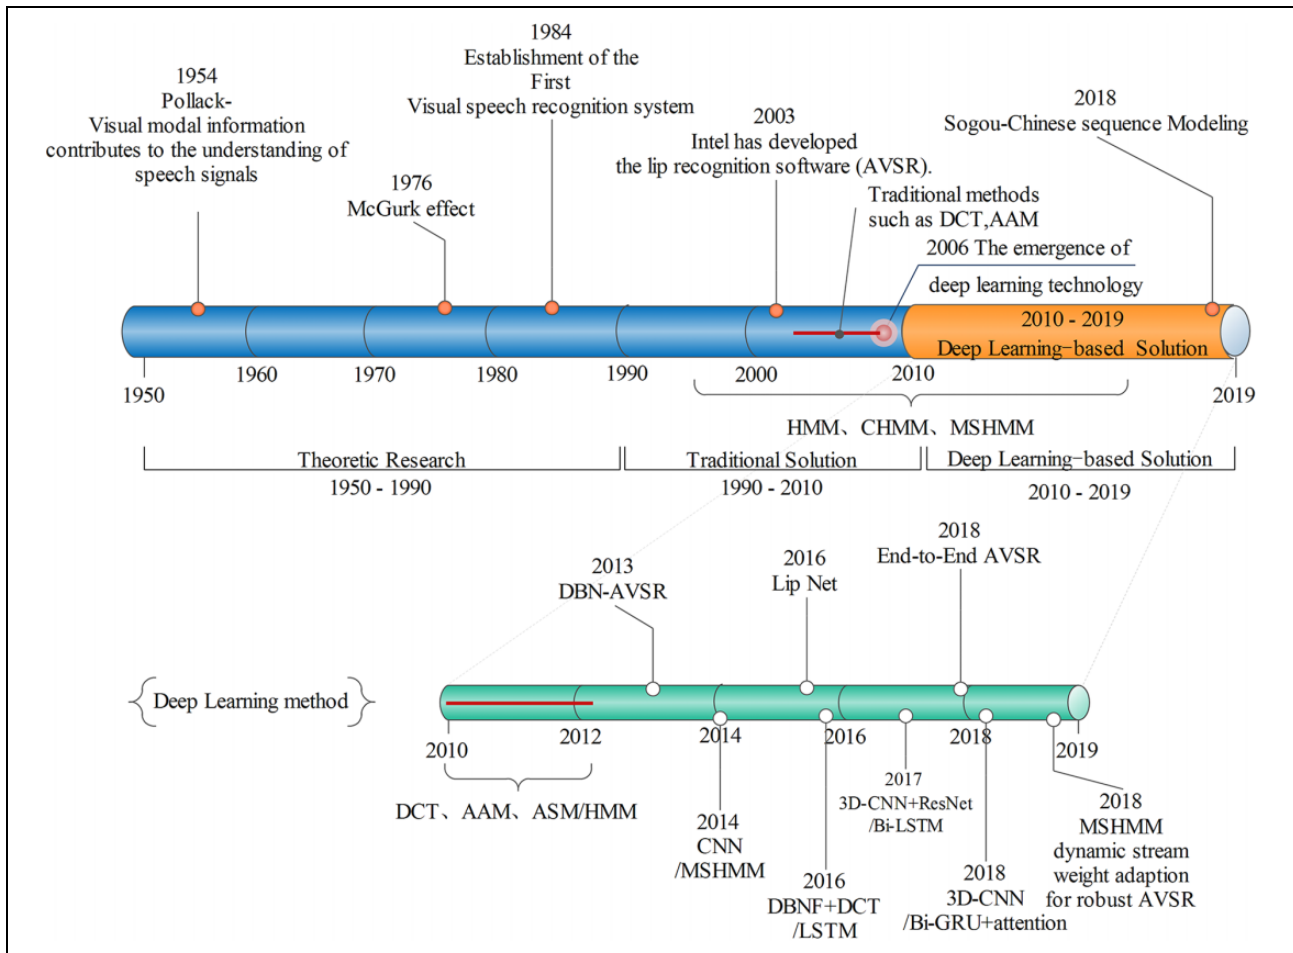 1954
Pollack-
Visual modal information
contributes to the understanding of
speech signals
1976
McGurk effect
1984
Establishment of the
First
Visual speech recognition system
2003
Intel has developed
the lip recognition software (AVSR).
Traditional methods
such as DCT,AAM
2006 The emergence of
deep learning technology
2018
Sogou-Chinese sequence Modeling
2010 - 2019
Deep Learning-based Solution
1950
1960
1970
1980
1990
2000
2010
2019
HMM、CHMM、MSHMM
Theoretic Research
1950 - 1990
Traditional Solution
1990 - 2010
Deep Learning-based Solution
2010 - 2019
2013
DBN-AVSR
2016
Lip Net
2018
End-to-End AVSR
Deep Learning method
2010
2012
2014
2016
2018
2019
DCT、AAM、ASM/HMM
2014
CNN
/MSHMM
2016
DBNF+DCT
/LSTM
2017
3D-CNN+ResNet
/Bi-LSTM
2018
3D-CNN
/Bi-GRU+attention
2018
MSHMM
dynamic stream
weight adaption
for robust AVSR